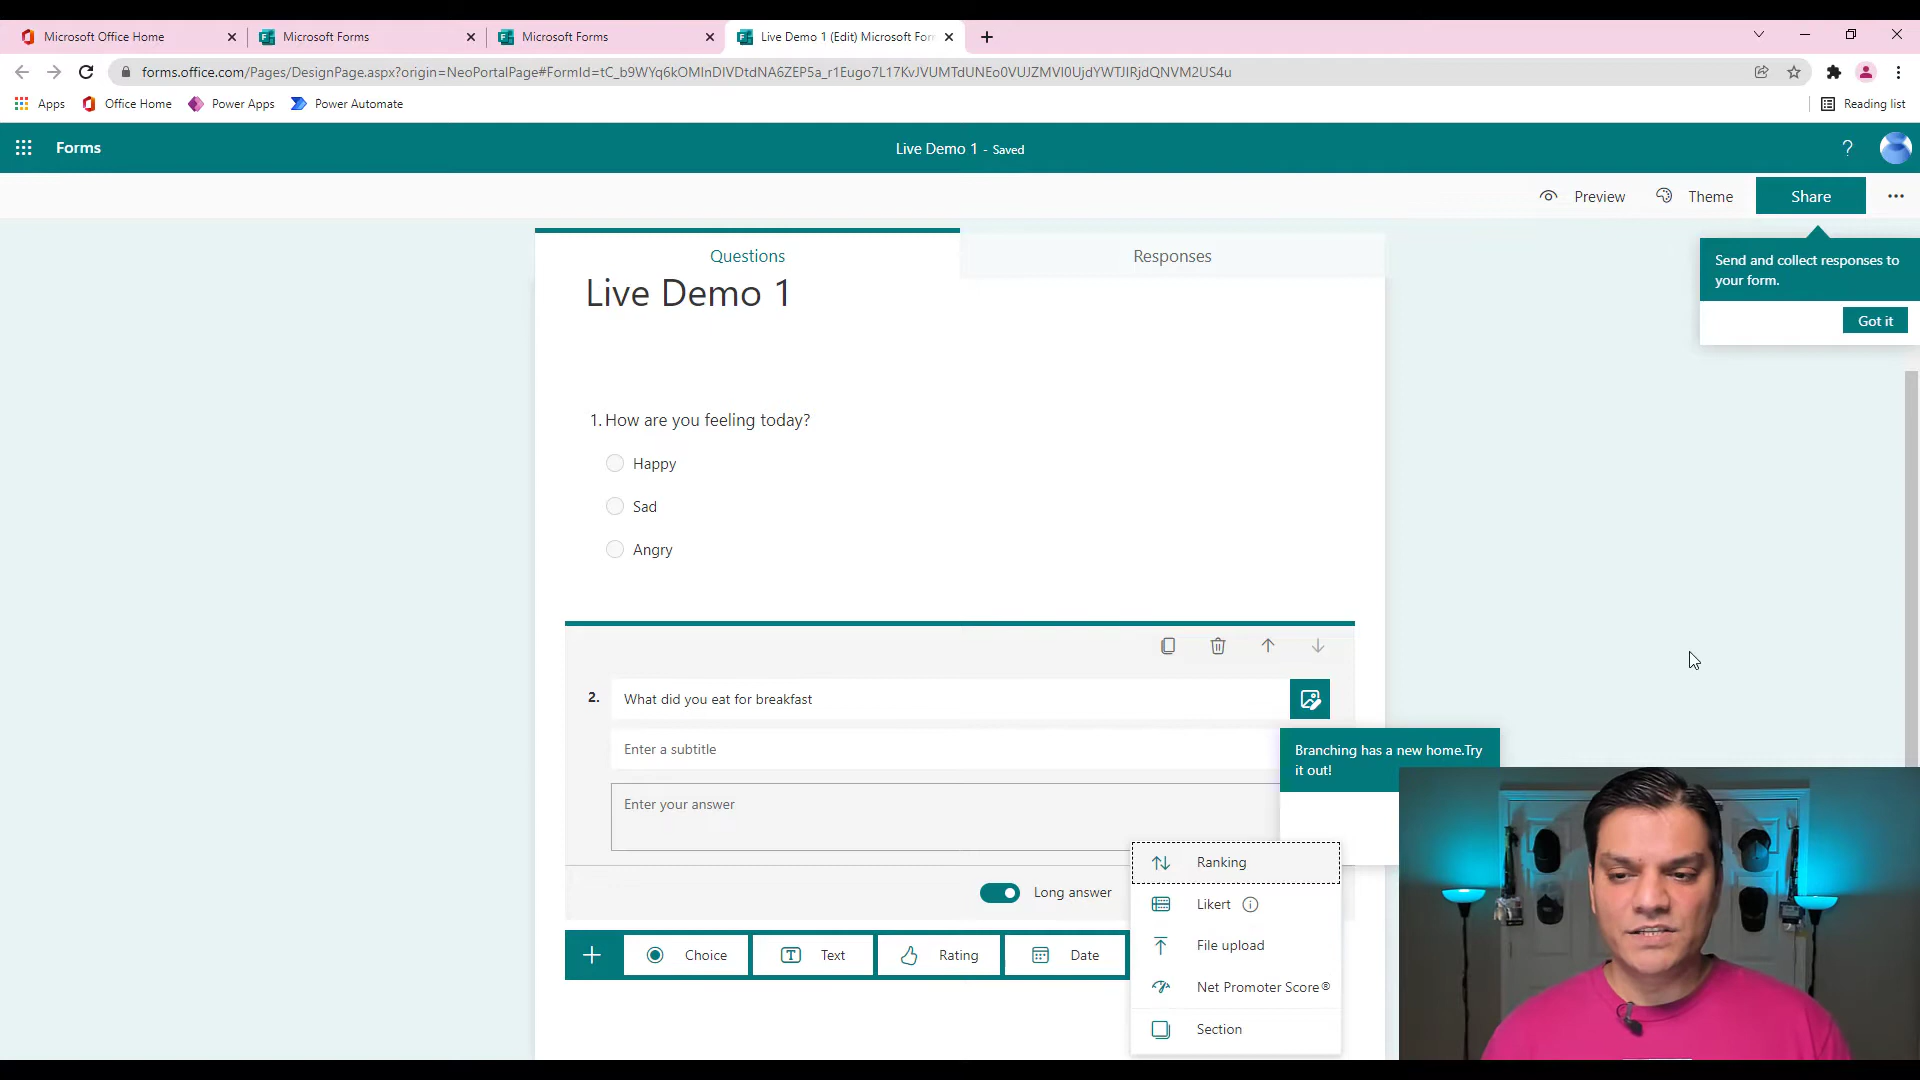 Microsoft Office Home
Microsoft Forms
Microsoft Forms
Live Demo 1 (Edit) Microsoft For
forms.office.com/Pages/DesignPage.aspx?origin=NeoPortalPage#FormId=tC_b9WYq6kOMInDIVDtdNA6ZEP5a_r1Eugo7L17KvJVUMTdUNEo0VUJZMVI0UjdYWTJIRjdQNVM2US4u
Apps
Office Home
Power Apps
Power Automate
Reading list
Forms
Live Demo 1 - Saved
?
Preview
Theme
Share
Questions
Responses
Send and collect responses to
your form.
Got it
Live Demo 1
1. How are you feeling today?
Happy
Sad
Angry
2.
What did you eat for breakfast
Enter a subtitle
Branching has a new home.Try
it out!
Enter your answer
Long answer
Ranking
Likert
File upload
Net Promoter Score®
Section
Choice
Text
Rating
Date